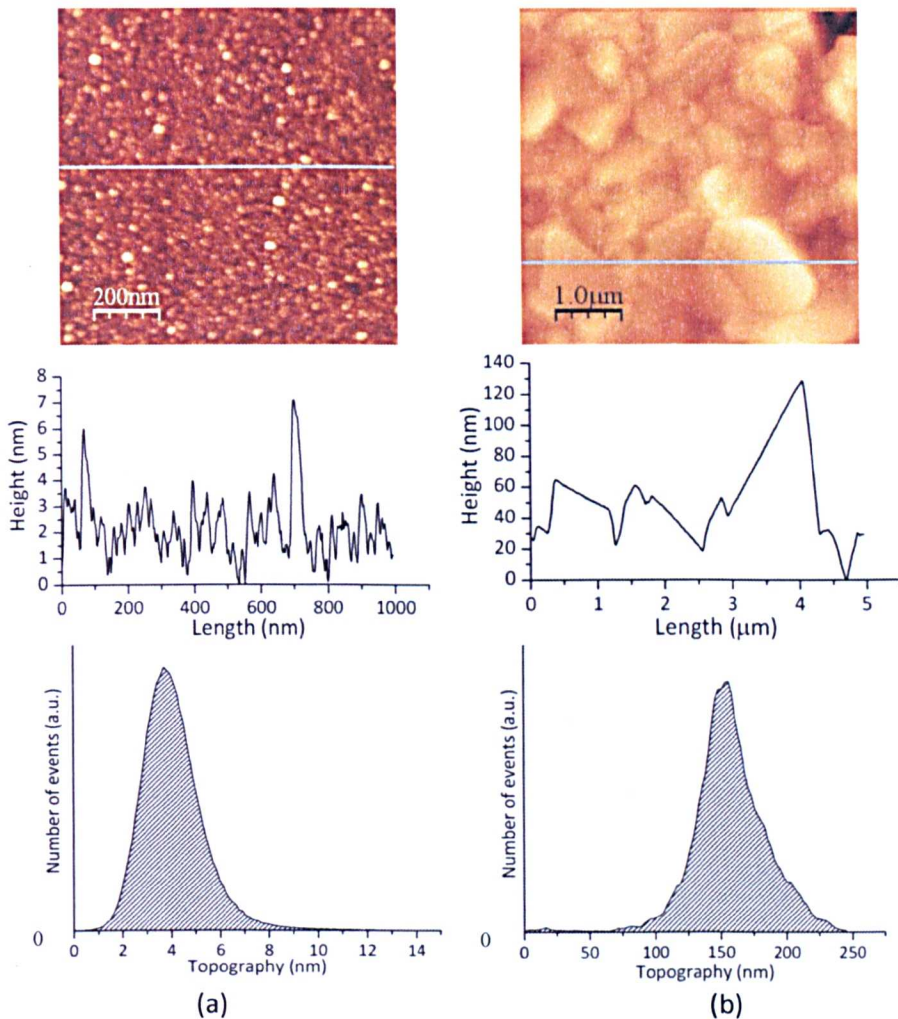 200nm
1.0μm
8
7
6
5
4
3
2
1
0
Height (nm)
0 200 400 600 800 1000
Length (nm)
140
120
100
80
60
40
20
0
Height (nm)
0 1 2 3 4 5
Length (μm)
Number of events (a.u.)
0
0 2 4 6 8 10 12 14
Topography (nm)
(a)
Number of events (a.u.)
0
0 50 100 150 200 250
Topography (nm)
(b)